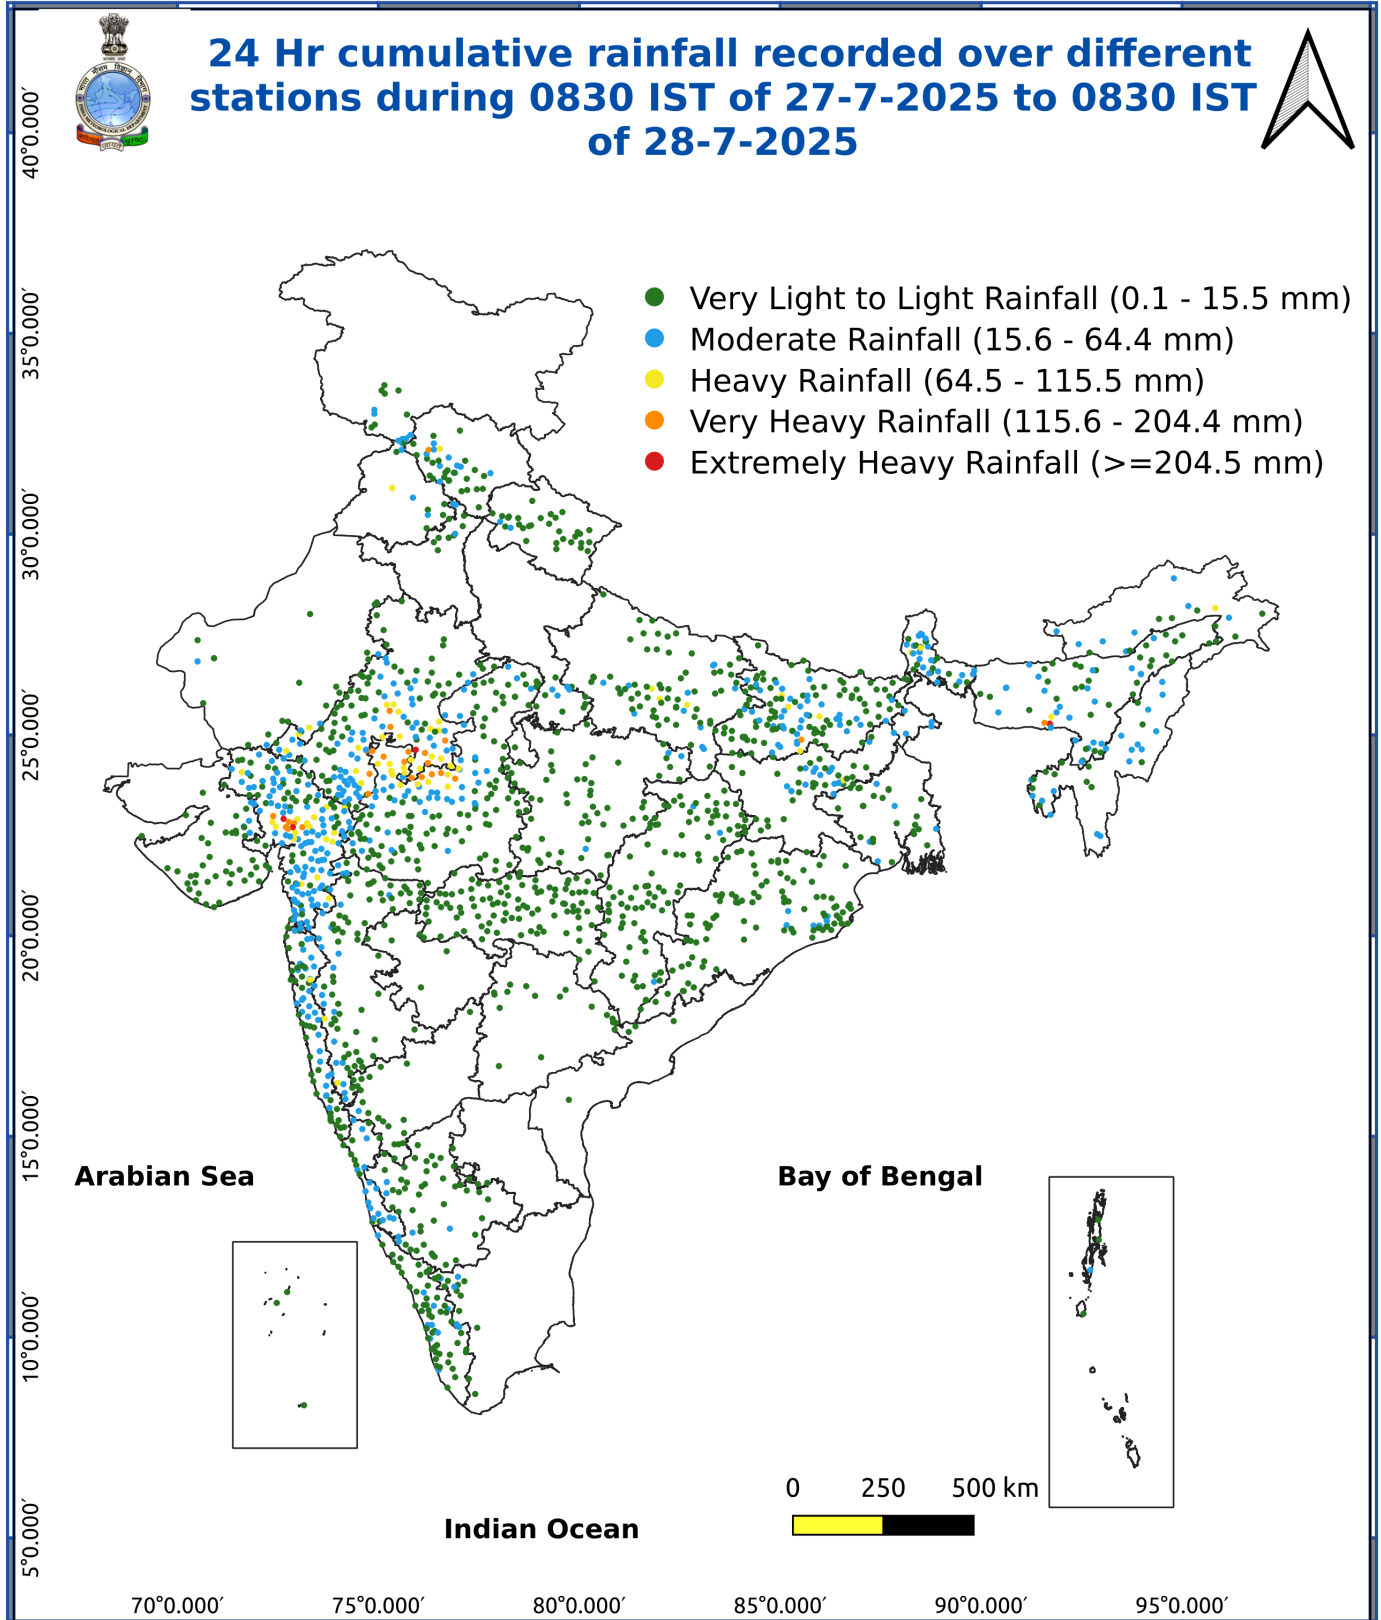 24 Hr cumulative rainfall recorded over different
stations during 0830 IST of 27-7-2025 to 0830 IST
of 28-7-2025
Very Light to Light Rainfall (0.1 - 15.5 mm)
Moderate Rainfall (15.6 - 64.4 mm)
Heavy Rainfall (64.5 - 115.5 mm)
Very Heavy Rainfall (115.6 - 204.4 mm)
Extremely Heavy Rainfall (>=204.5 mm)
40°0.000′
35°0.000′
30°0.000′
25°0.000′
20°0.000′
15°0.000′
10°0.000′
5°0.000′
Arabian Sea
Bay of Bengal
0 250 500 km
Indian Ocean
70°0.000′ 75°0.000′ 80°0.000′ 85°0.000′ 90°0.000′ 95°0.000′